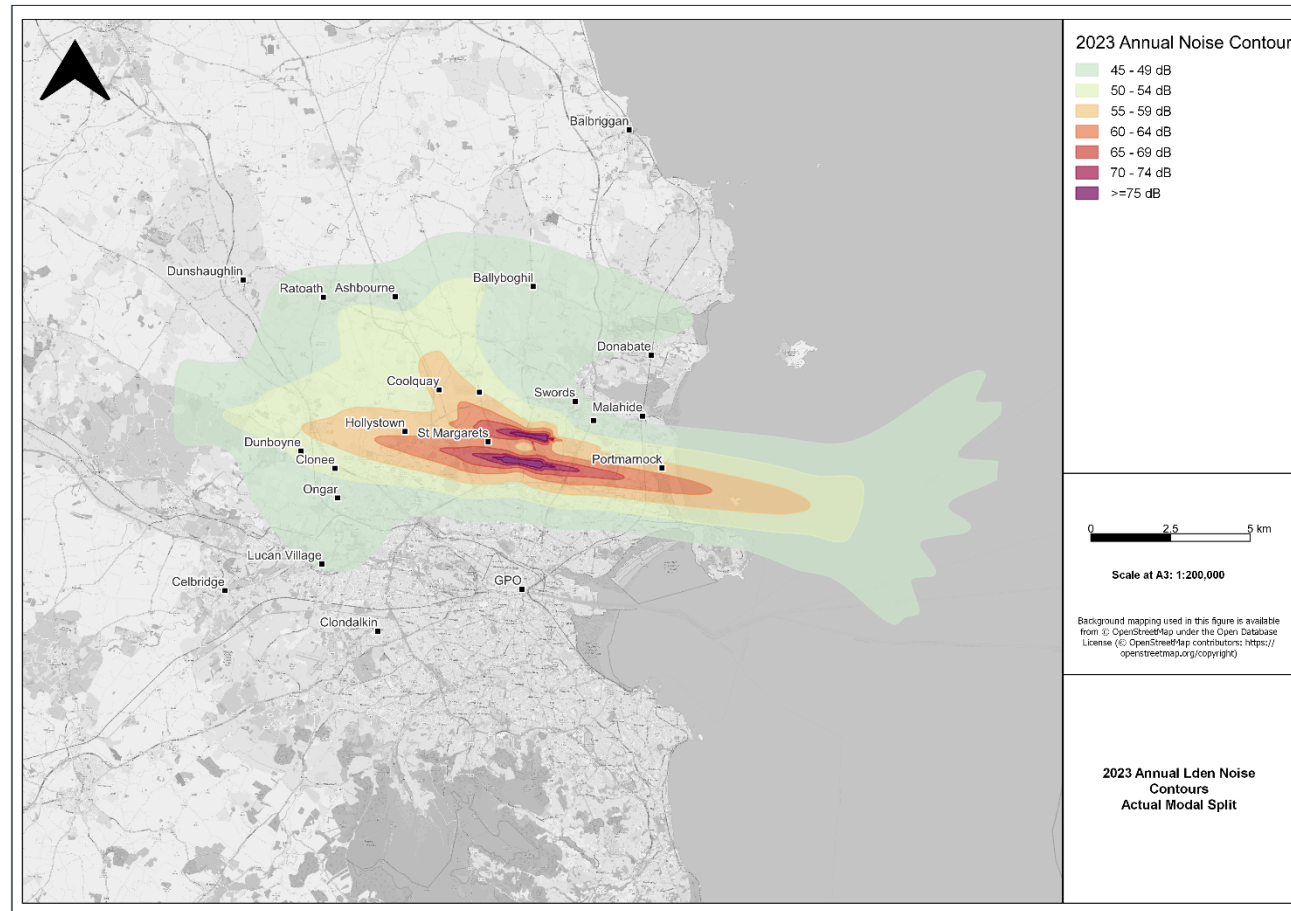 2023 Annual Noise Contour
45 - 49 dB
50 - 54 dB
55 - 59 dB
60 - 64 dB
65 - 69 dB
70 - 74 dB
>=75 dB
Balbriggan
Dunshaughlin
Ratoath
Ashbourne
Ballyboghil
Donabate
Coolquay
Swords
Malahide
Hollystown
St Margarets
Dunboyne
Clonee
Portmarnock
Ongar
Lucan Village
Celbridge
GPO
Clondalkin
0 2.5 5 km
Scale at A3: 1:200,000
Background mapping used in this figure is available
from © OpenStreetMap under the Open Database
License (© OpenStreetMap contributors: https://
openstreetmap.org/copyright)
2023 Annual Lden Noise
Contours
Actual Modal Split